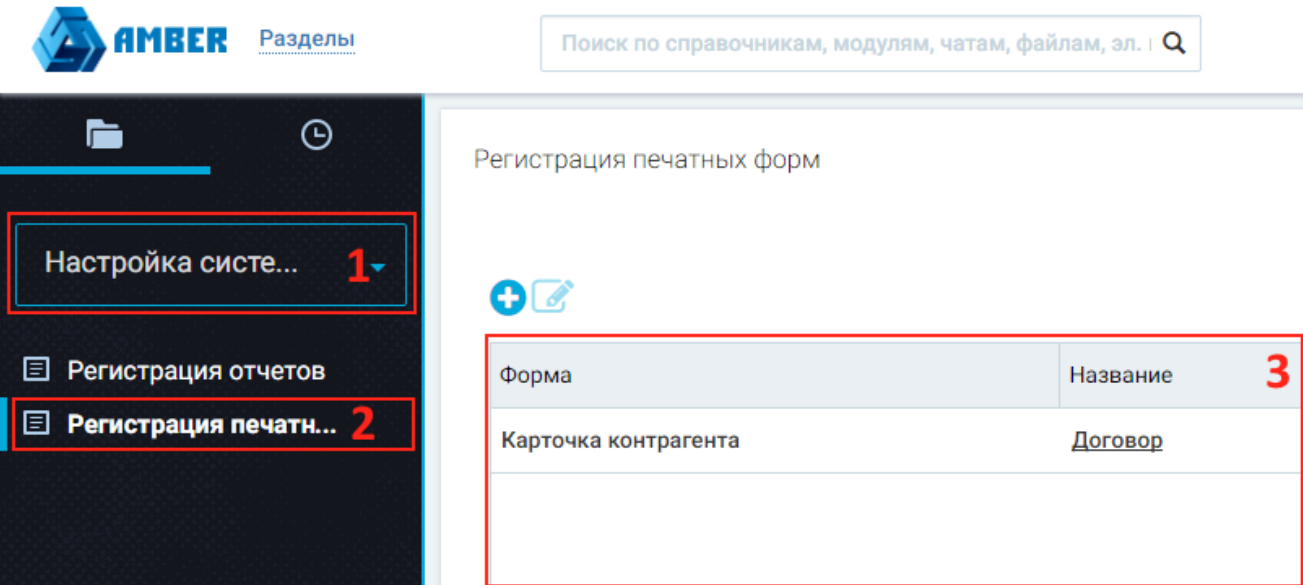 AMBER Разделы Поиск по справочникам, модулям, чатам, файлам, эл.
Регистрация печатных форм
Настройка систе... 1
Форма Название 3
Регистрация отчетов
Регистрация печатн... 2
Карточка контрагента Договор